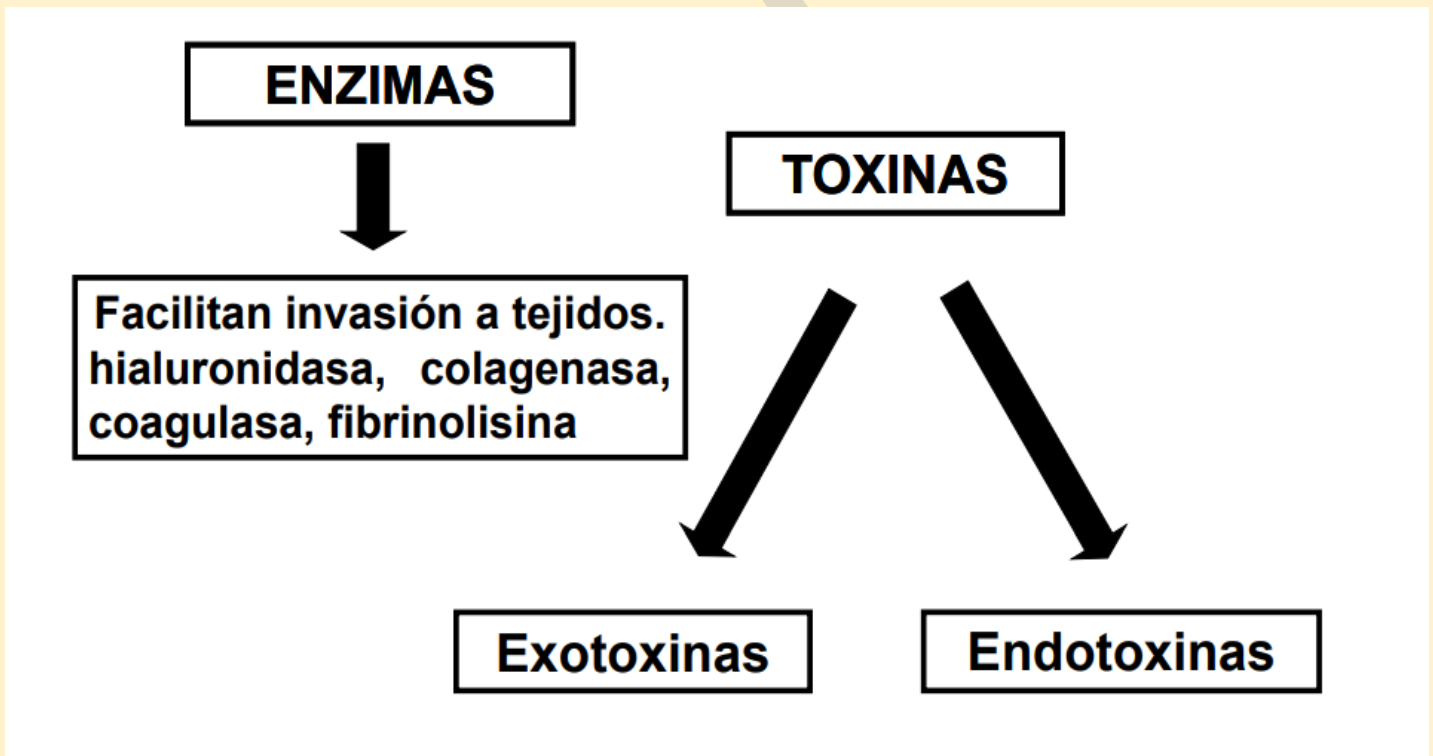 ENZIMAS
TOXINAS
Facilitan invasión a tejidos.
hialuronidasa, colagenasa,
coagulasa, fibrinolisina
Exotoxinas
Endotoxinas